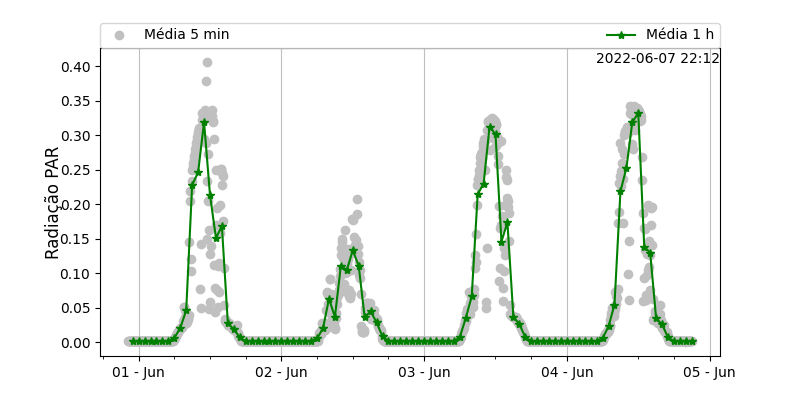 Média 5 min
Média 1 h
2022-06-07 22:12
Radiação PAR
0.40
0.35
0.30
0.25
0.20
0.15
0.10
0.05
0.00
01 - Jun
02 - Jun
03 - Jun
04 - Jun
05 - Jun